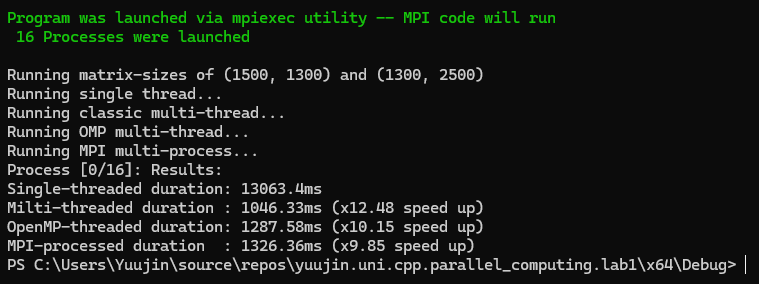 Program was launched via mpiexec utility -- MPI code will run
16 Processes were launched
Running matrix-sizes of (1500, 1300) and (1300, 2500)
Running single thread...
Running classic multi-thread...
Running OMP multi-thread...
Running MPI multi-process...
Process [0/16]: Results:
Single-threaded duration: 13063.4ms
Milti-threaded duration : 1046.33ms (x12.48 speed up)
OpenMP-threaded duration: 1287.58ms (x10.15 speed up)
MPI-processed duration  : 1326.36ms (x9.85 speed up)
PS C:\Users\Yuujin\source\repos\yuujin.uni.cpp.parallel_computing.lab1\x64\Debug>